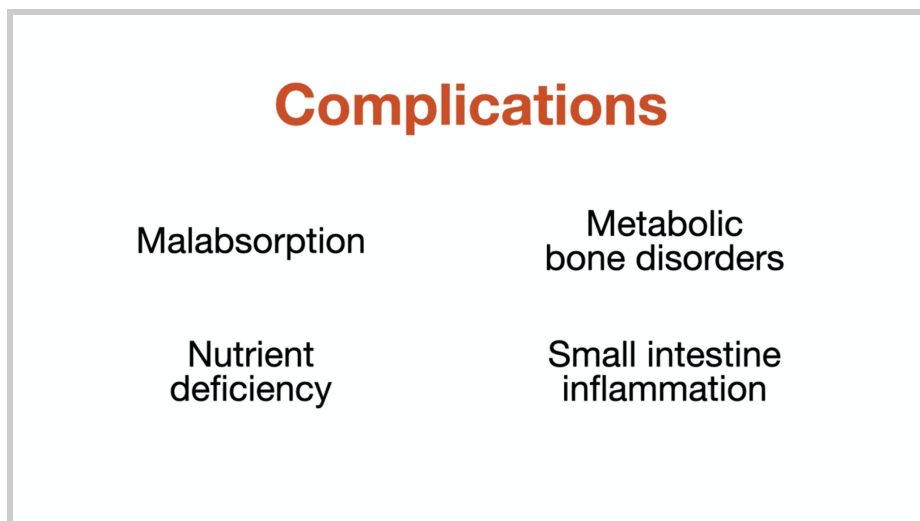 Complications
Malabsorption
Metabolic
bone disorders
Nutrient
deficiency
Small intestine
inflammation